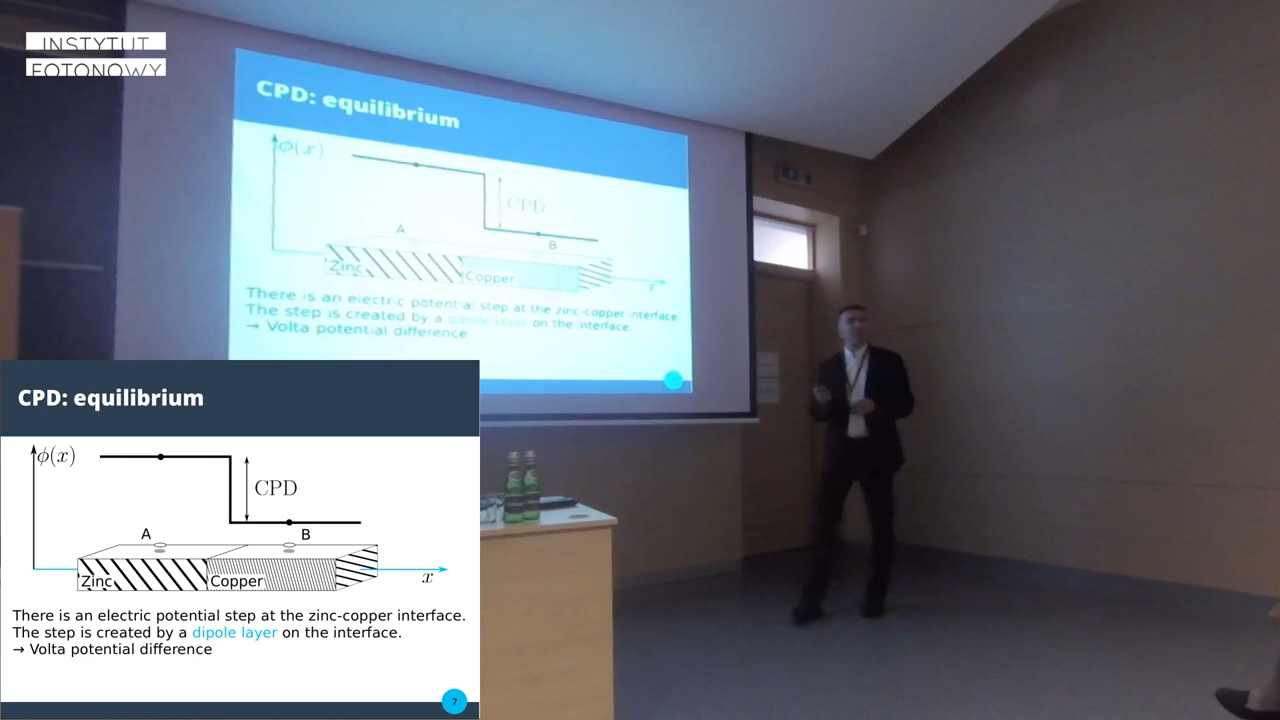 INSTYTUT
FOTONOWY
CPD: equilibrium
ϕ(x)
CPD
A
B
Zinc
Copper
x
There is an electric potential step at the zinc-copper interface.
The step is created by a dipole layer on the interface.
→ Volta potential difference
CPD: equilibrium
ϕ(x)
CPD
A
B
Zinc
Copper
x
There is an electric potential step at the zinc-copper interface.
The step is created by a dipole layer on the interface.
→ Volta potential difference
7